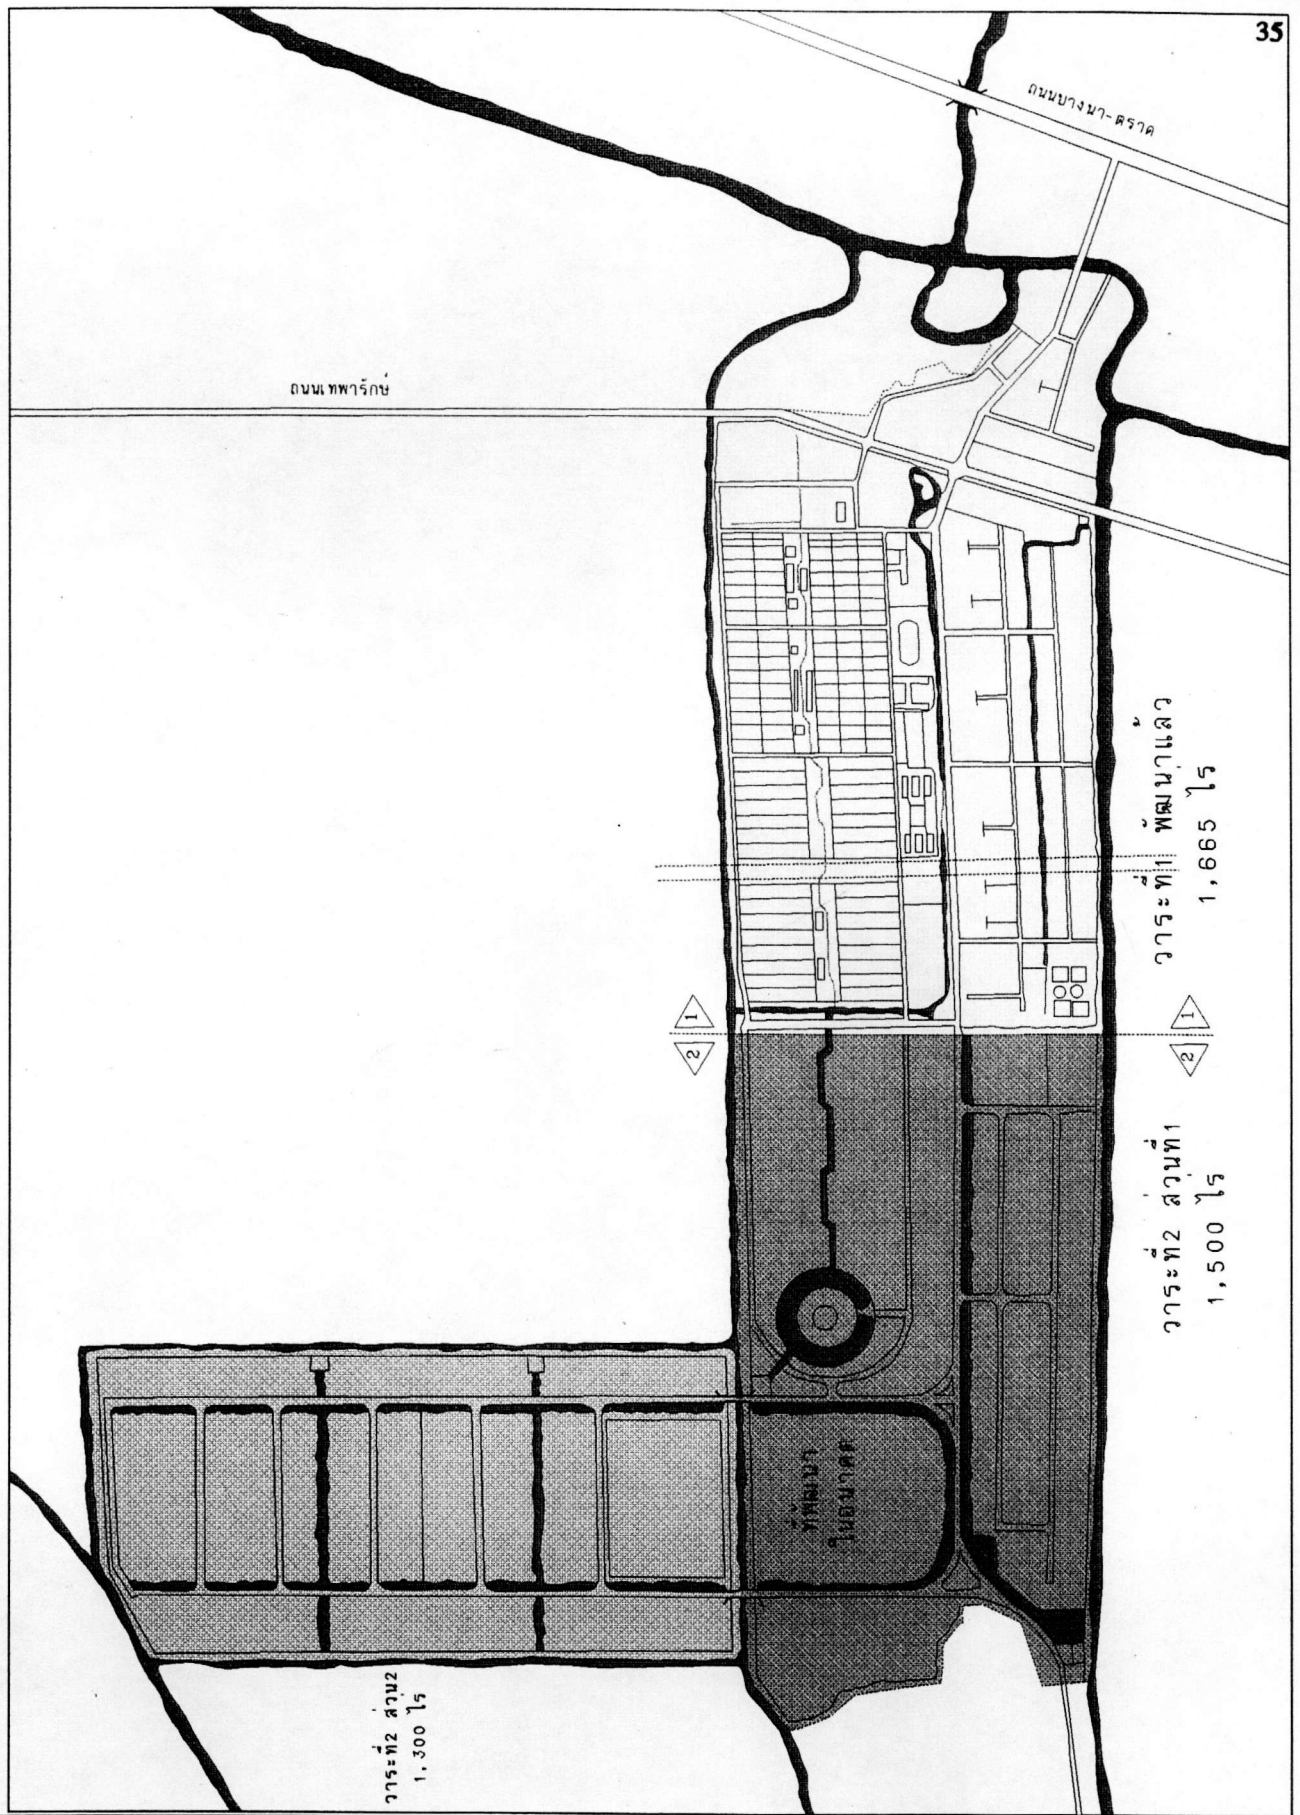 35
ถนนบางนา-ตราด
ถนนเทพารักษ์
วาระที่1 พัฒนาแล้ว
1,665 ไร่
1
1
2
2
วาระที่2 ส่วนที่1
1,500 ไร่
ที่พัฒนา
ในอนาคต
วาระที่2 ส่วน2
1,300 ไร่